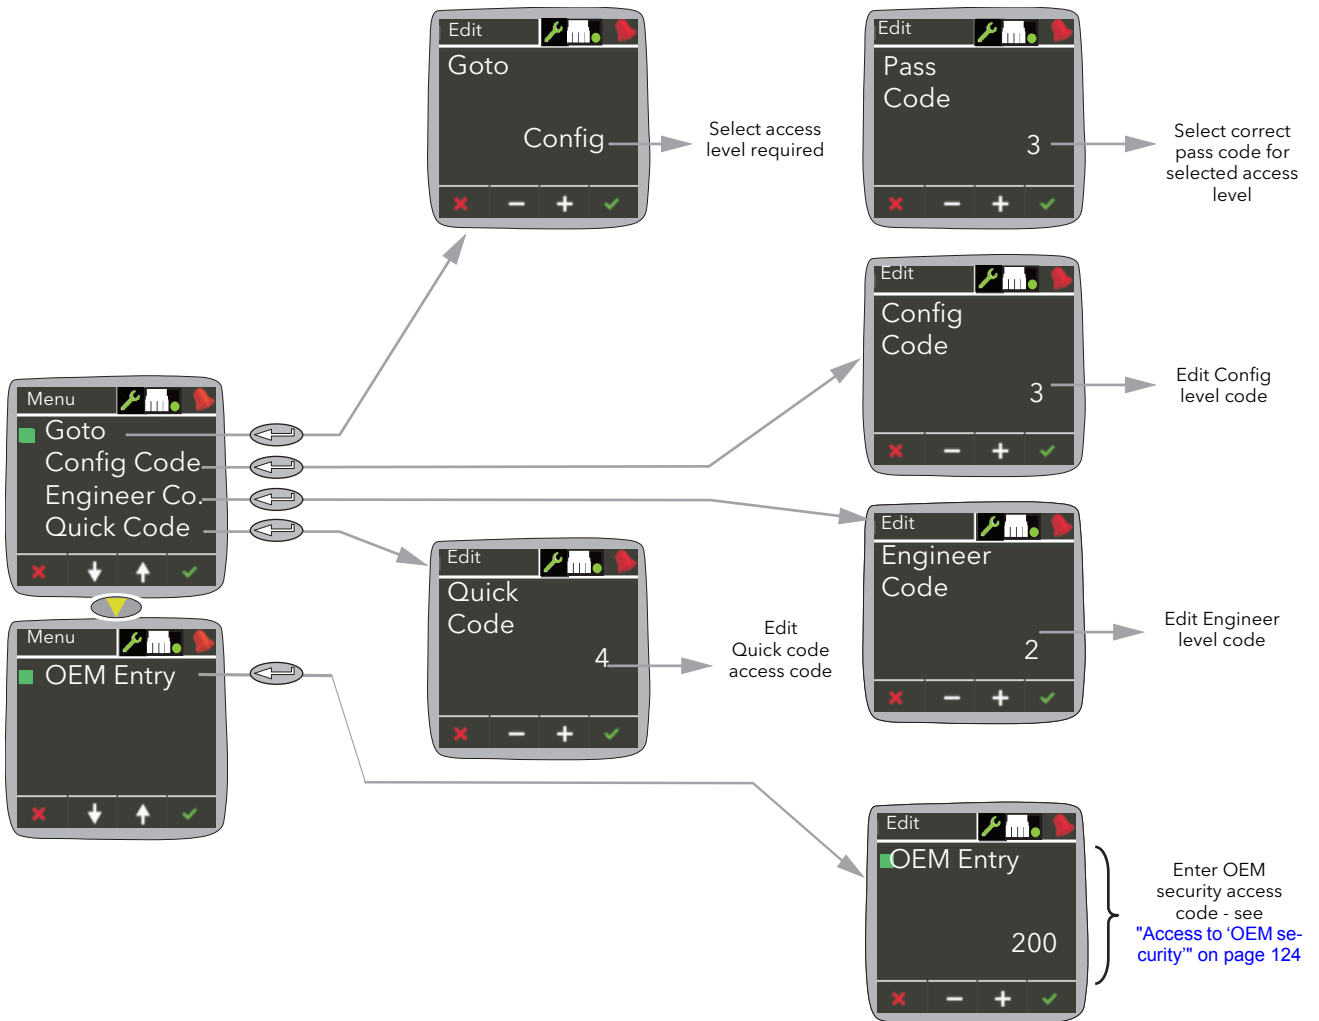 Edit
Goto
Config
Select access
level required
Edit
Pass
Code
3
Select correct
pass code for
selected access
level
Edit
Config
Code
3
Edit Config
level code
Menu
Goto
Config Code
Engineer Co.
Quick Code
Edit
Engineer
Code
2
Edit Engineer
level code
Edit
Quick
Code
4
Edit
Quick code
access code
Menu
OEM Entry
Edit
OEM Entry
200
Enter OEM
security access
code - see
"Access to ‘OEM se-
curity’" on page 124